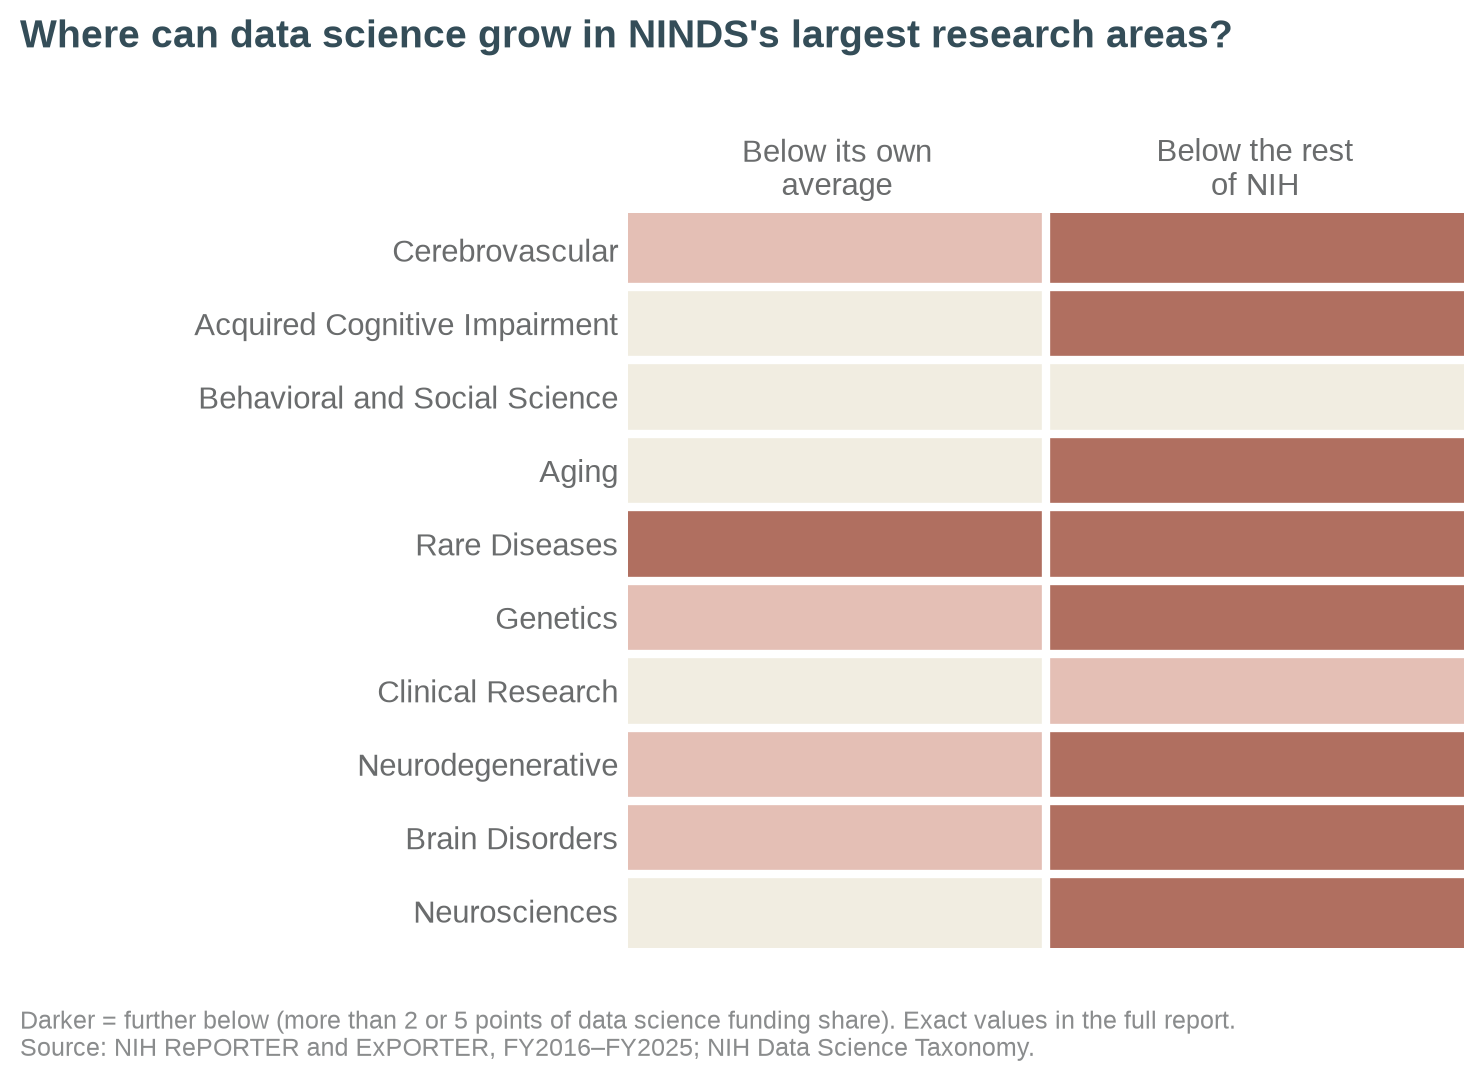 Where can data science grow in NINDS's largest research areas?
Below its own
average
Below the rest
of NIH
Cerebrovascular
Acquired Cognitive Impairment
Behavioral and Social Science
Aging
Rare Diseases
Genetics
Clinical Research
Neurodegenerative
Brain Disorders
Neurosciences
Darker = further below (more than 2 or 5 points of data science funding share). Exact values in the full report.
Source: NIH RePORTER and ExPORTER, FY2016–FY2025; NIH Data Science Taxonomy.